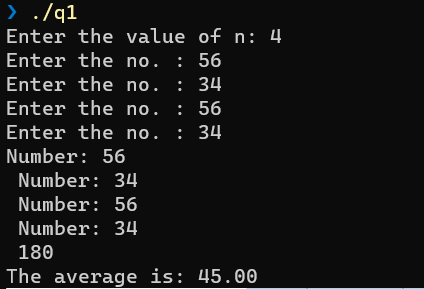 ❯ ./q1
Enter the value of n: 4
Enter the no. : 56
Enter the no. : 34
Enter the no. : 56
Enter the no. : 34
Number: 56
 Number: 34
 Number: 56
 Number: 34
 180
The average is: 45.00